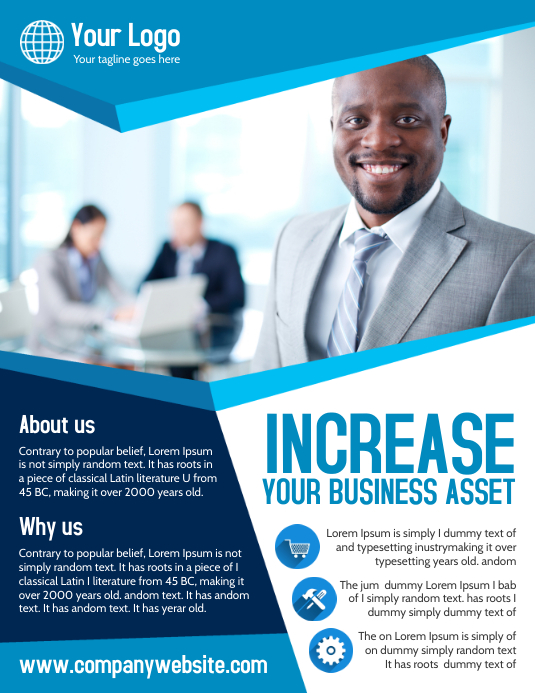 Your Logo
Your tagline goes here
About us
Contrary to popular belief, Lorem Ipsum
is not simply random text. It has roots in
a piece of classical Latin literature U from
45 BC, making it over 2000 years old.
Why us
Contrary to popular belief, Lorem Ipsum is not
simply random text. It has roots in a piece of I
classical Latin I literature from 45 BC, making it
over 2000 years old. andom text. It has andom
text. It has andom text. It has yerar old.
www.companywebsite.com
INCREASE
YOUR BUSINESS ASSET
Lorem Ipsum is simply I dummy text of
and typesetting inustrymaking it over
typesetting years old. andom
The jum dummy Lorem Ipsum I bab
of I simply random text. has roots I
dummy simply dummy text of
The on Lorem Ipsum is simply of
on dummy simply random text
It has roots dummy text of